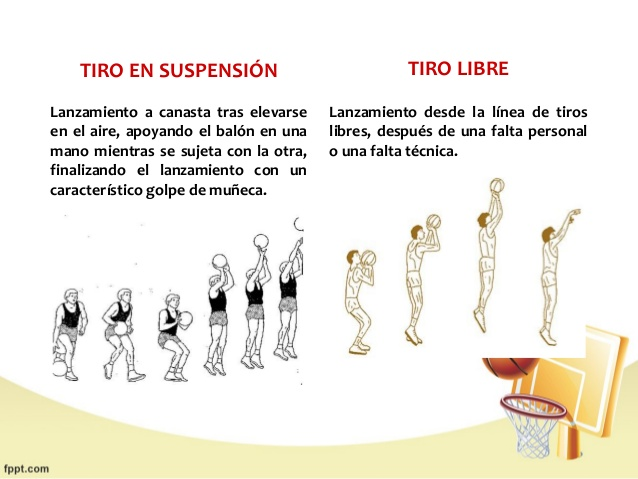 TIRO EN SUSPENSIÓN
Lanzamiento a canasta tras elevarse
en el aire, apoyando el balón en una
mano mientras se sujeta con la otra,
finalizando el lanzamiento con un
característico golpe de muñeca.
TIRO LIBRE
Lanzamiento desde la línea de tiros
libres, después de una falta personal
o una falta técnica.
fppt.com